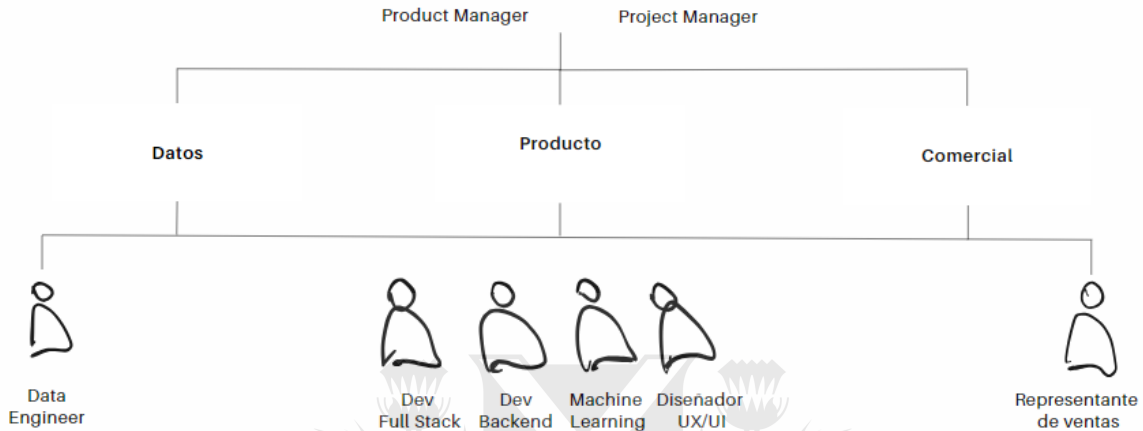 Product Manager
Project Manager
Datos
Producto
Comercial
Data
Engineer
Dev
Full Stack
Dev
Backend
Machine
Learning
Diseñador
UX/UI
Representante
de ventas